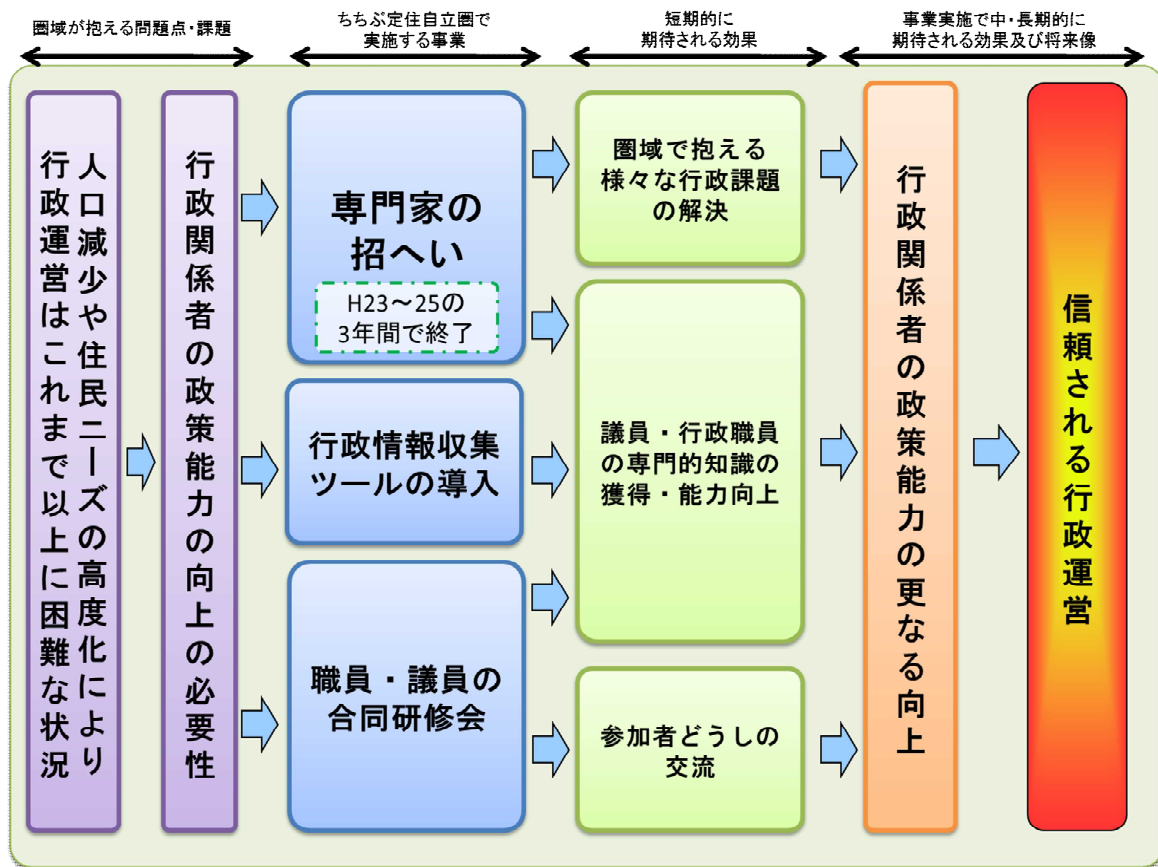 圏域が抱える問題点・課題
ちちぶ定住自立圏で
実施する事業
短期的に
期待される効果
事業実施で中・長期的に
期待される効果及び将来像
人口減少や住民ニーズの高度化により
行政運営はこれまで以上に困難な状況
行政関係者の政策能力の向上の必要性
専門家の
招へい
H23～25の
3年間で終了
行政情報収集
ツールの導入
職員・議員の
合同研修会
圏域で抱える
様々な行政課題
の解決
議員・行政職員
の専門的知識の
獲得・能力向上
参加者どうしの
交流
行政関係者の政策能力の更なる向上
信頼される行政運営